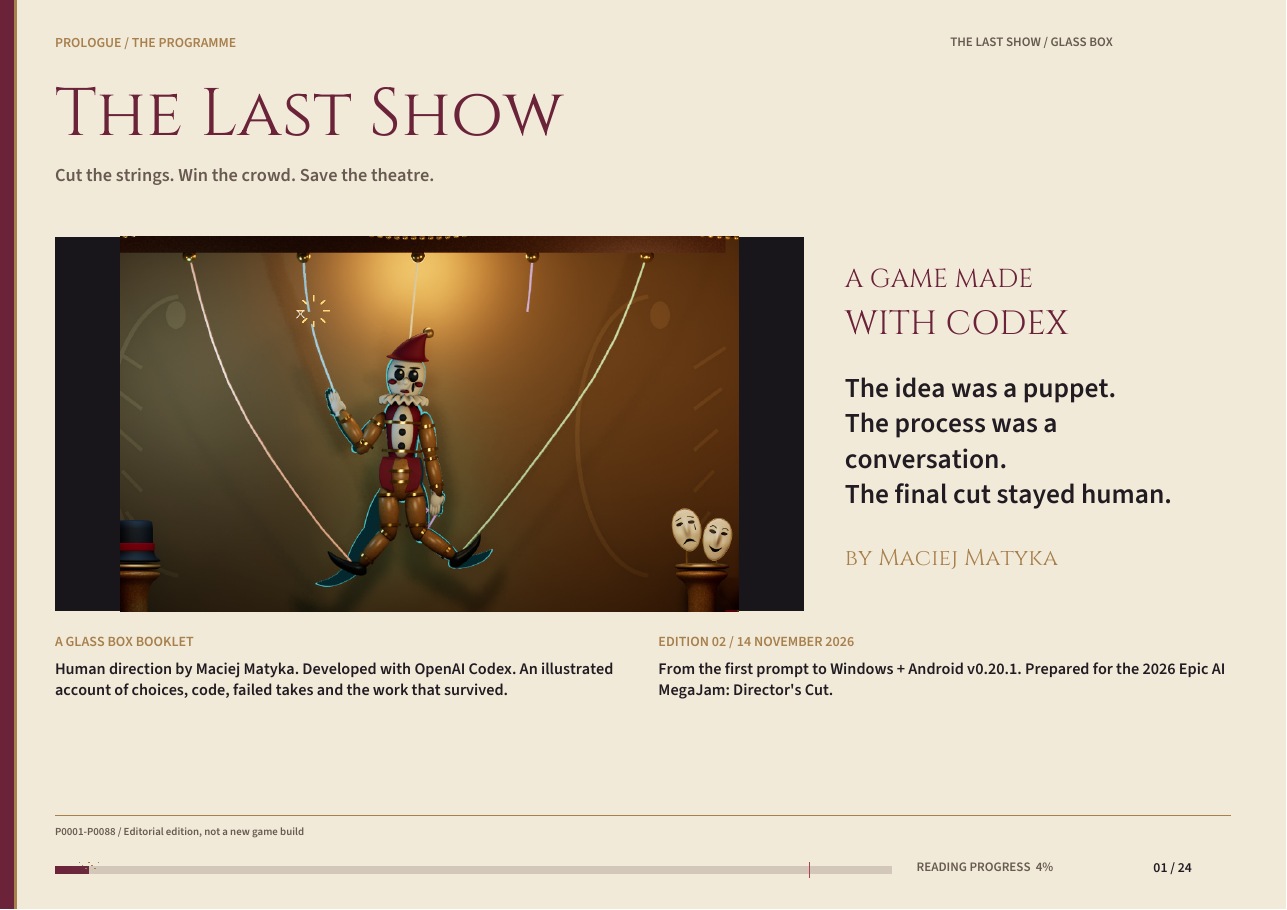 PROLOGUE / THE PROGRAMME
THE LAST SHOW / GLASS BOX
The Last Show
Cut the strings. Win the crowd. Save the theatre.
A GAME MADE
WITH CODEX
The idea was a puppet.
The process was a
conversation.
The final cut stayed human.
BY MACIEJ MATYKA
A GLASS BOX BOOKLET
Human direction by Maciej Matyka. Developed with OpenAI Codex. An illustrated
account of choices, code, failed takes and the work that survived.
EDITION 02 / 14 NOVEMBER 2026
From the first prompt to Windows + Android v0.20.1. Prepared for the 2026 Epic AI
MegaJam: Director's Cut.
P0001-P0088 / Editorial edition, not a new game build
READING PROGRESS 4%
01 / 24